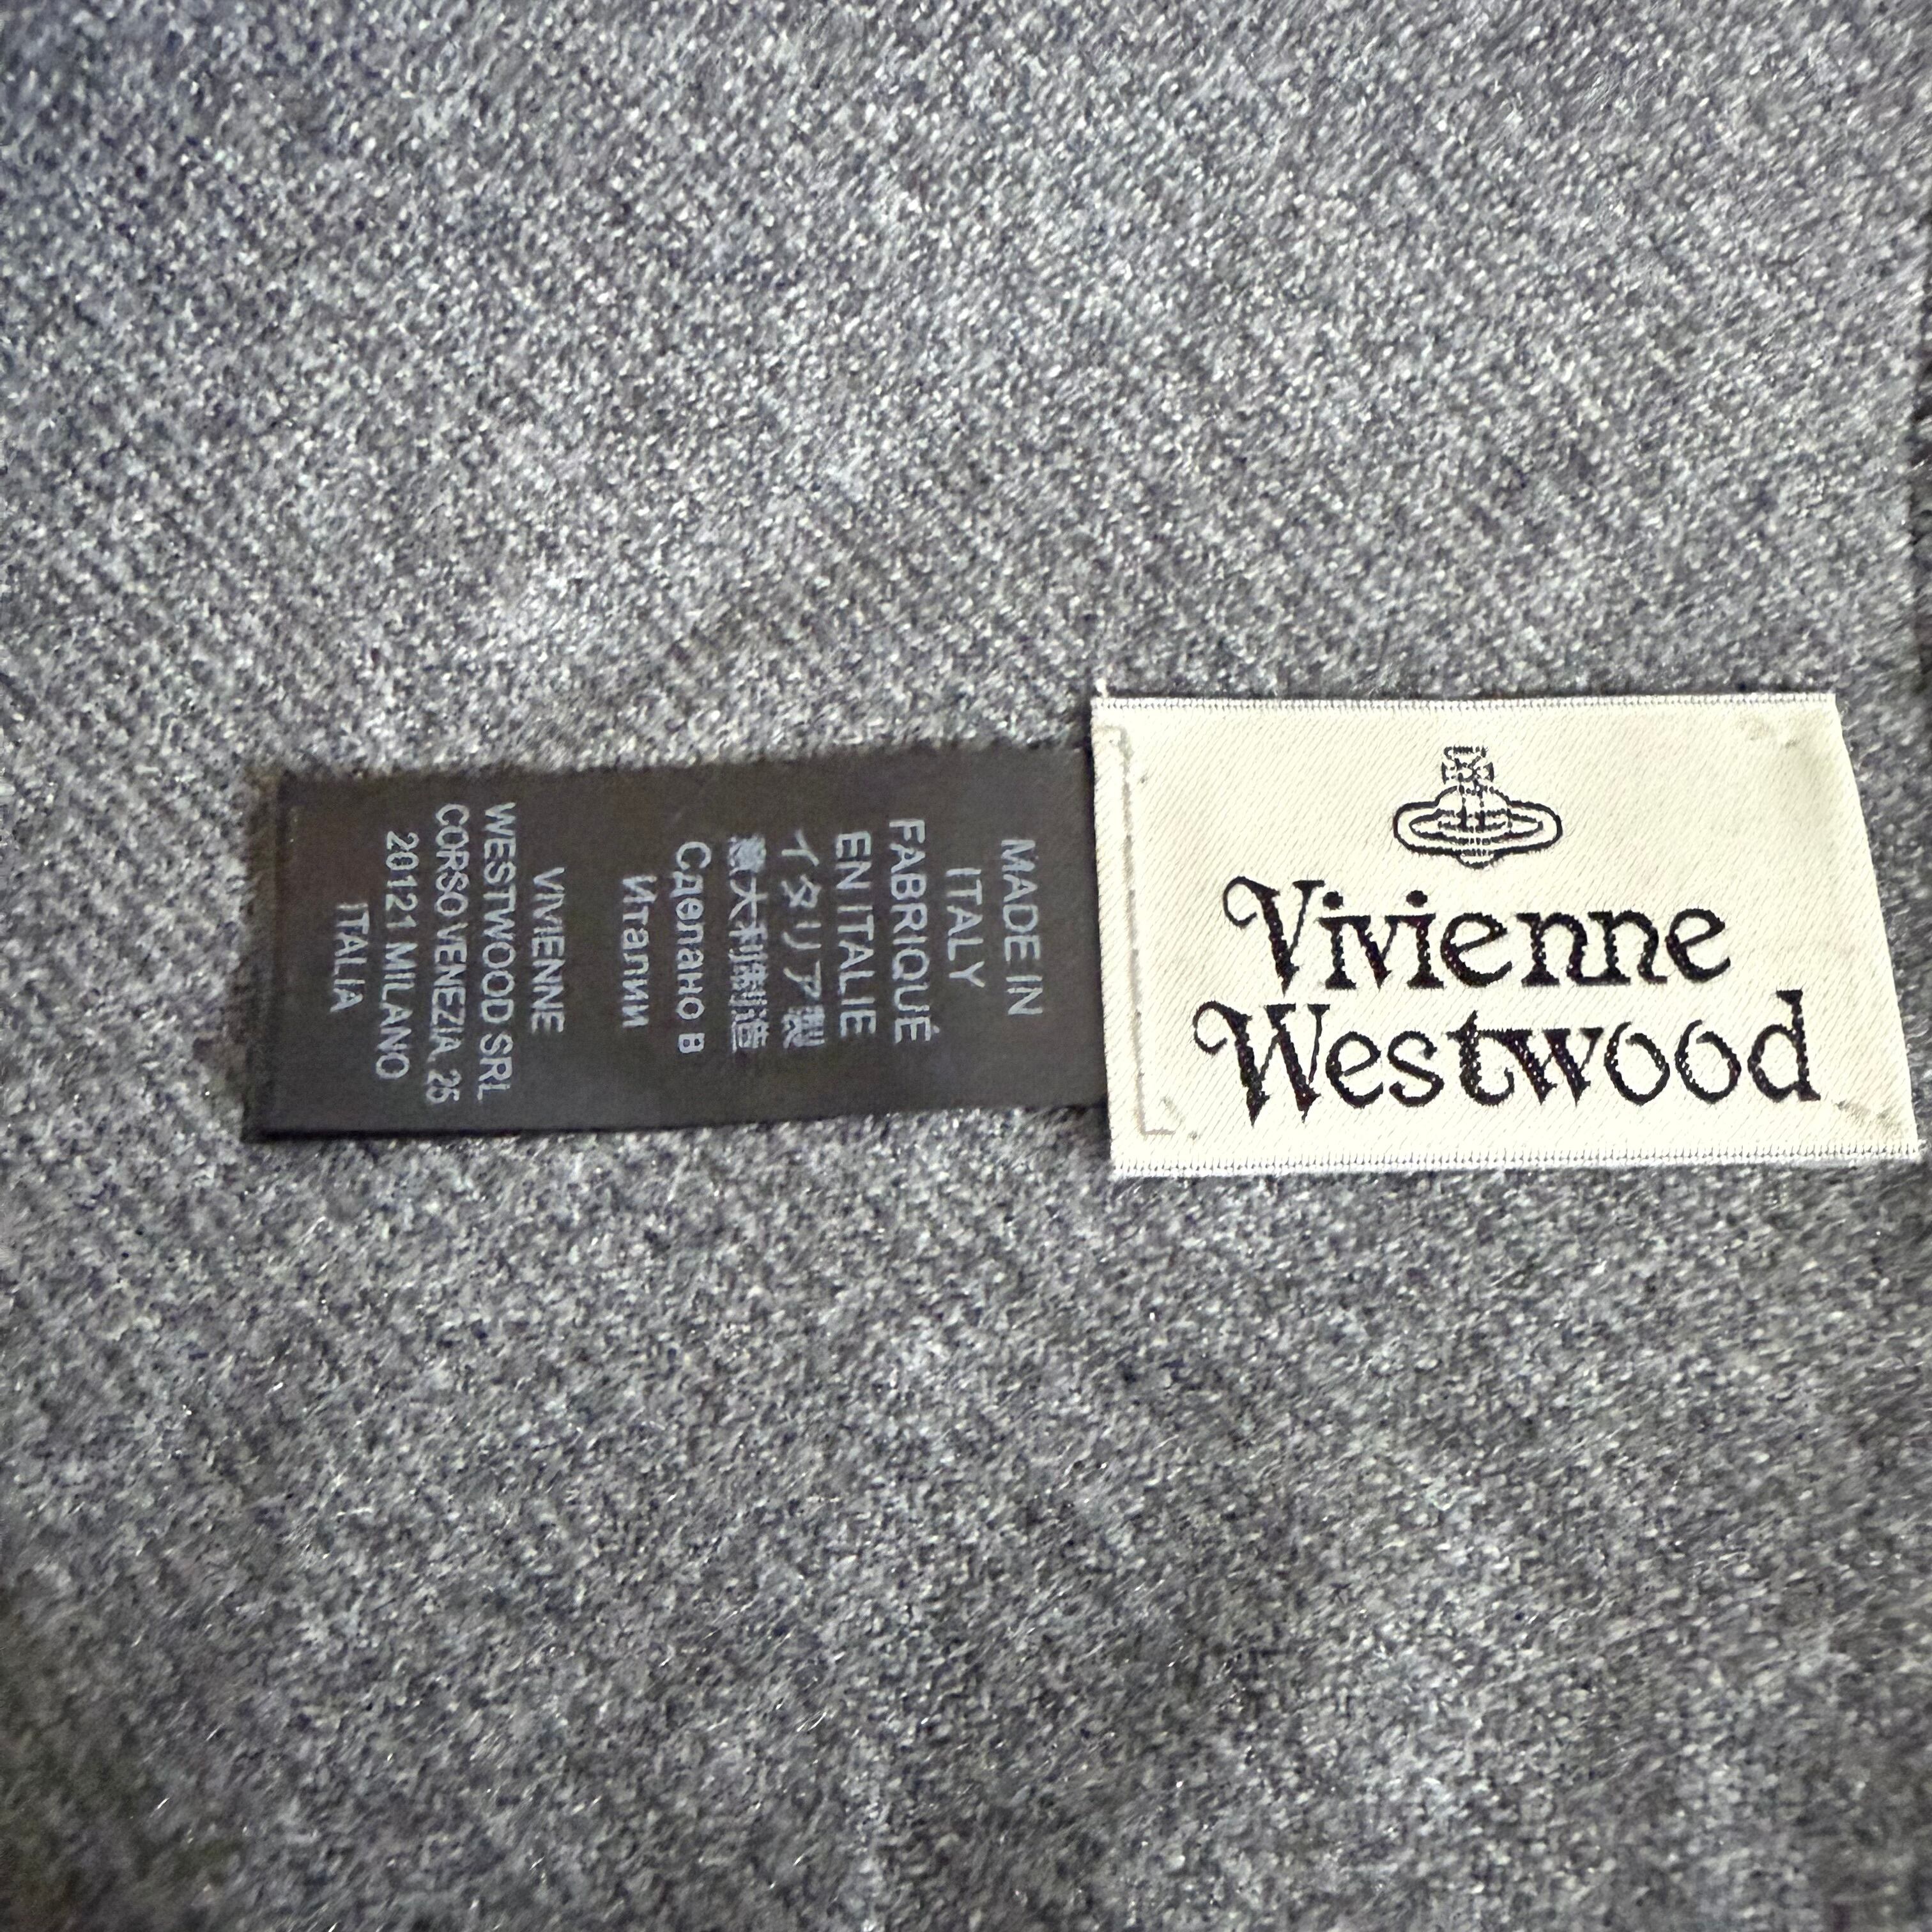 Vivienne
Westwood
MADE IN
ITALY
FABRIQUÉ
EN ITALIE
イタリア製
意大利制造
Сделано в
Италии
VIVIENNE
WESTWOOD SRL
CORSO VENEZIA, 25
20121 MILANO
ITALIA